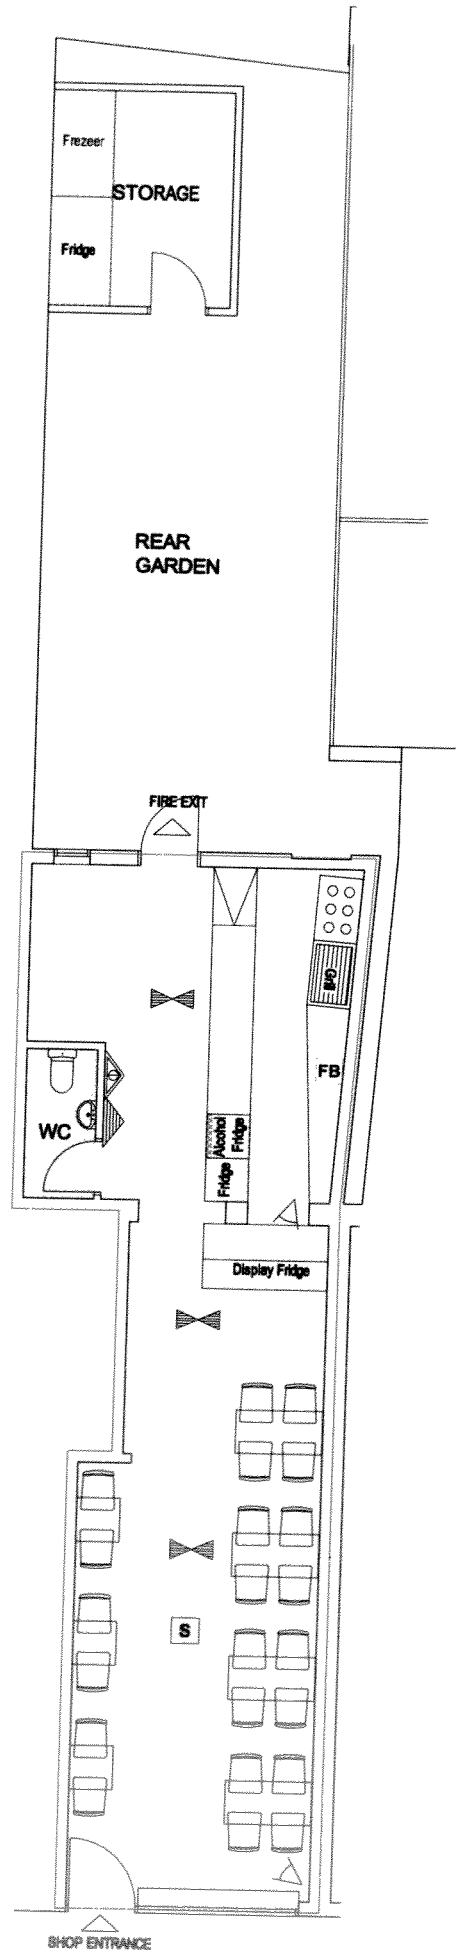 Frezeer
STORAGE
Fridge
REAR
GARDEN
FIRE EXIT
Grill
FB
WC
Alcohol
Fridge
Fridge
Display Fridge
S
SHOP ENTRANCE